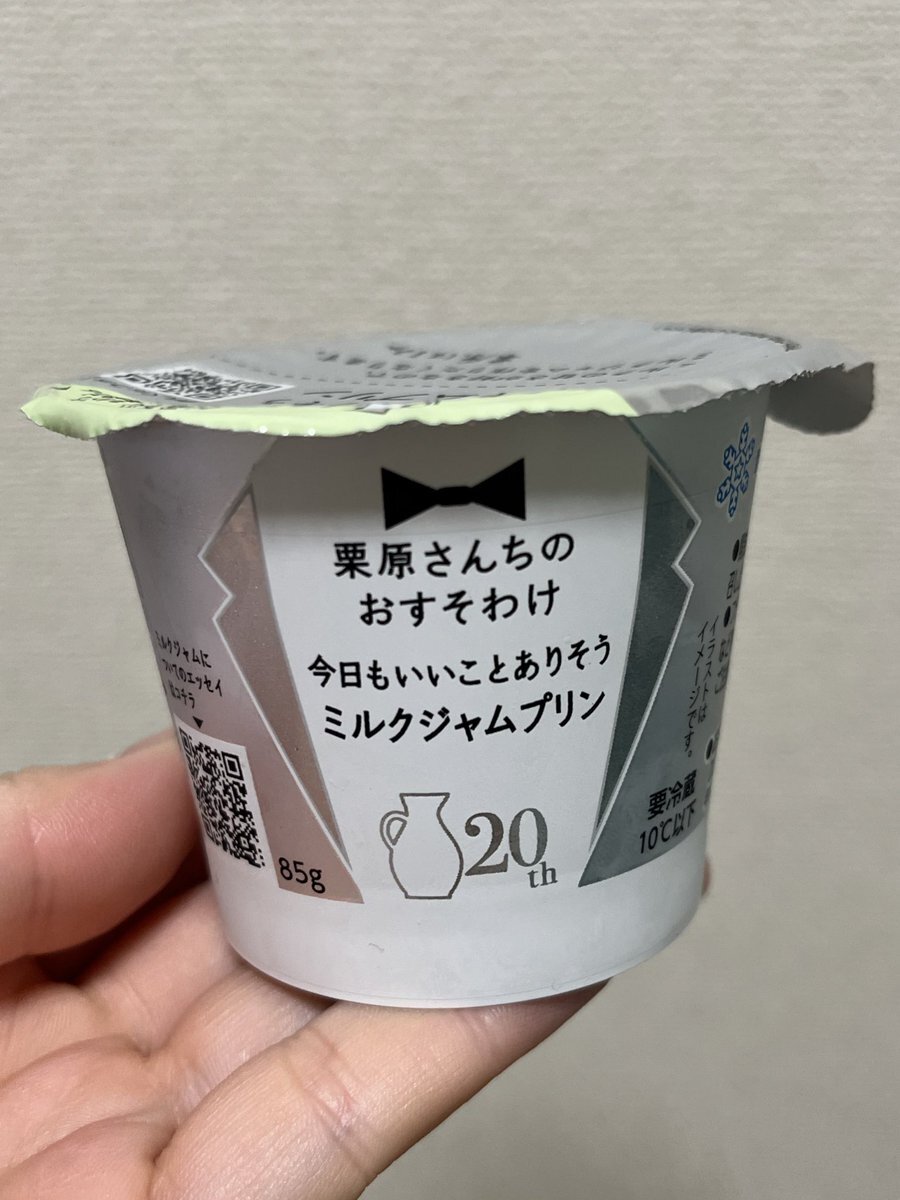 栗原さんちの
おすそわけ
今日もいいことありそう
ミルクジャムプリン
20th
85g
ミルクジャムに
ついてのエッセイ
はコチラ
▼
イラストは
イメージです。
要冷蔵
10℃以下